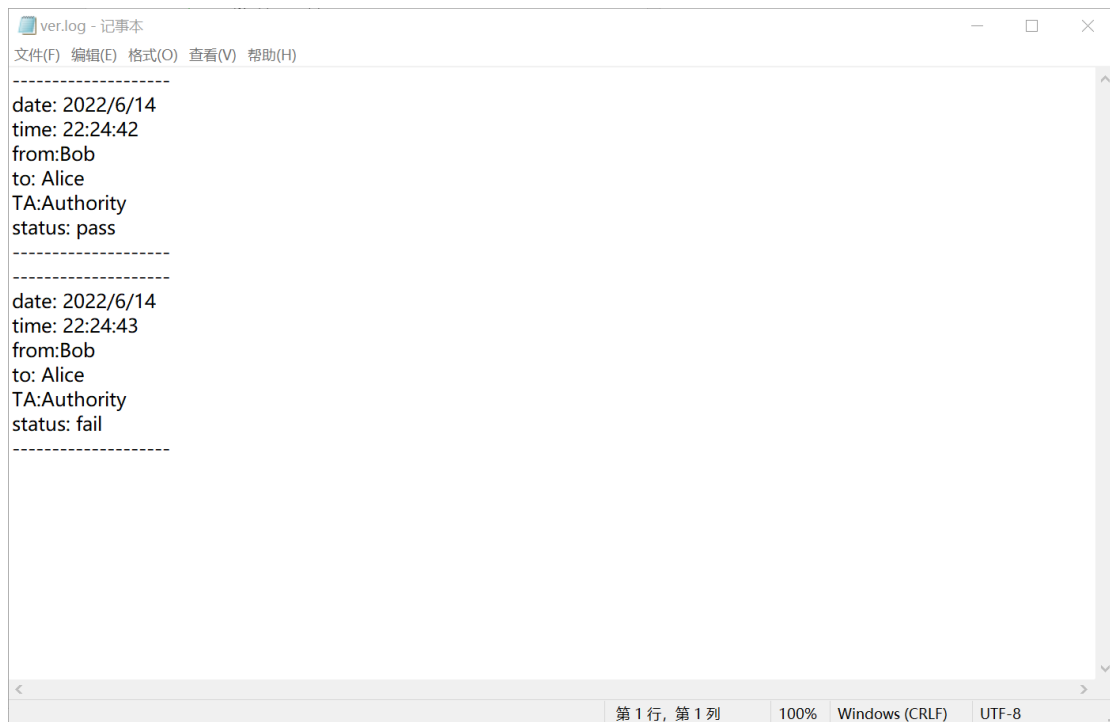 ver.log - 记事本
文件(F) 编辑(E) 格式(O) 查看(V) 帮助(H)
--------------------
date: 2022/6/14
time: 22:24:42
from:Bob
to: Alice
TA:Authority
status: pass
--------------------
--------------------
date: 2022/6/14
time: 22:24:43
from:Bob
to: Alice
TA:Authority
status: fail
--------------------
第 1 行，第 1 列 100% Windows (CRLF) UTF-8